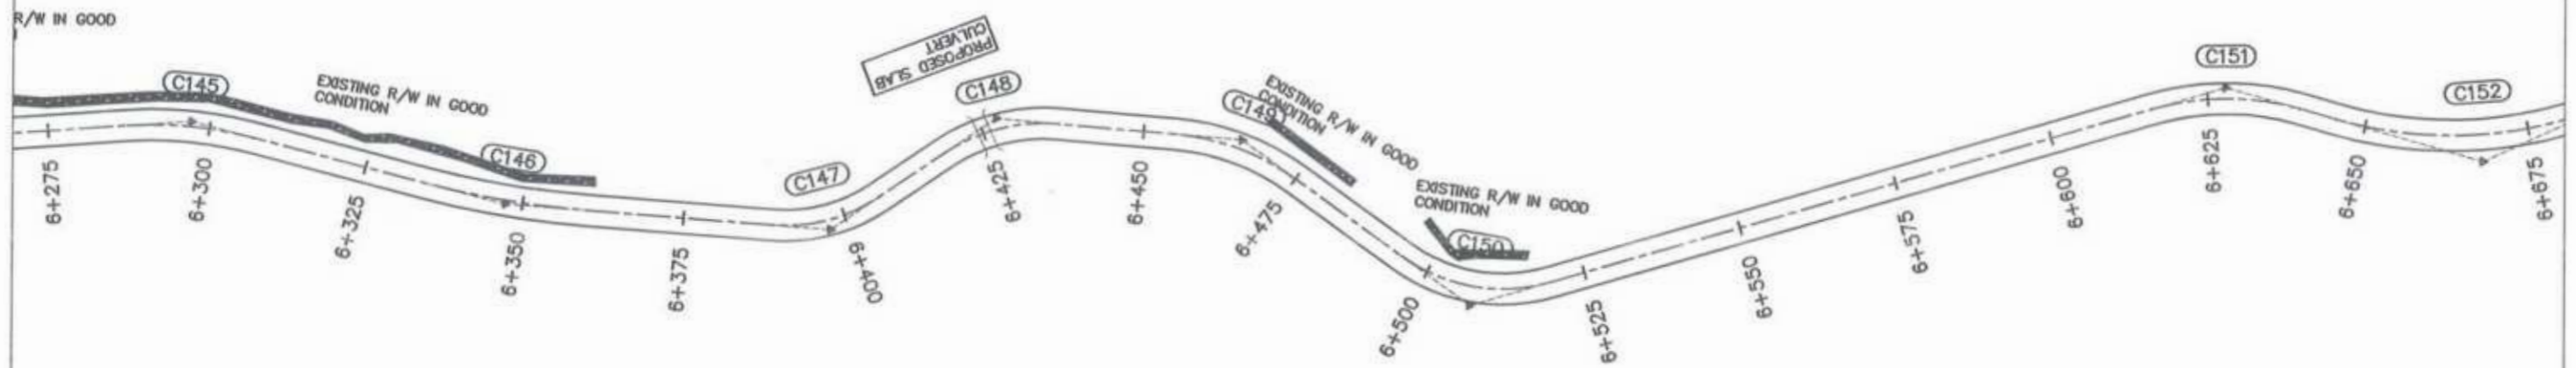 R/W IN GOOD
C145
EXISTING R/W IN GOOD
CONDITION
C146
C147
PROPOSED SLAB
CULVERT
C148
C149
EXISTING R/W IN GOOD
CONDITION
EXISTING R/W IN GOOD
CONDITION
C150
C151
C152
6+275
6+300
6+325
6+350
6+375
6+400
6+425
6+450
6+475
6+500
6+525
6+550
6+575
6+600
6+625
6+650
6+675